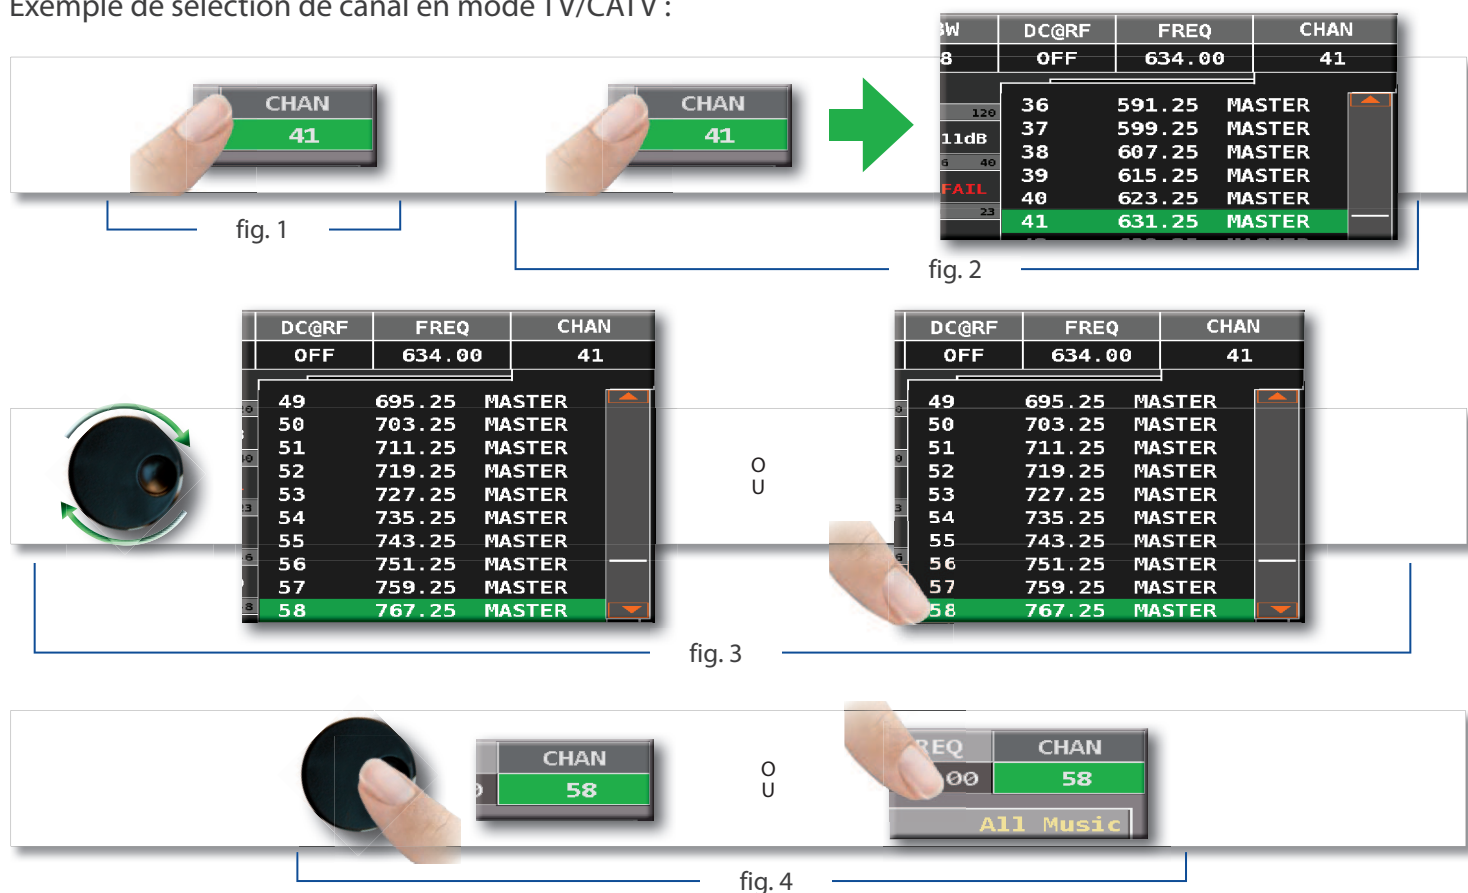 Exemple de sélection de canal en mode TV/CATV :
CHAN
41
CHAN
41
BW DC@RF FREQ CHAN
8 OFF 634.00 41
120
11dB
6 40
FAIL
23
36 591.25 MASTER
37 599.25 MASTER
38 607.25 MASTER
39 615.25 MASTER
40 623.25 MASTER
41 631.25 MASTER
fig. 1
fig. 2
DC@RF FREQ CHAN
OFF 634.00 41
49 695.25 MASTER
50 703.25 MASTER
51 711.25 MASTER
52 719.25 MASTER
53 727.25 MASTER
54 735.25 MASTER
55 743.25 MASTER
56 751.25 MASTER
57 759.25 MASTER
58 767.25 MASTER
O
U
DC@RF FREQ CHAN
OFF 634.00 41
49 695.25 MASTER
50 703.25 MASTER
51 711.25 MASTER
52 719.25 MASTER
53 727.25 MASTER
54 735.25 MASTER
55 743.25 MASTER
56 751.25 MASTER
57 759.25 MASTER
58 767.25 MASTER
fig. 3
CHAN
58
O
U
REQ CHAN
.00 58
All Music
fig. 4